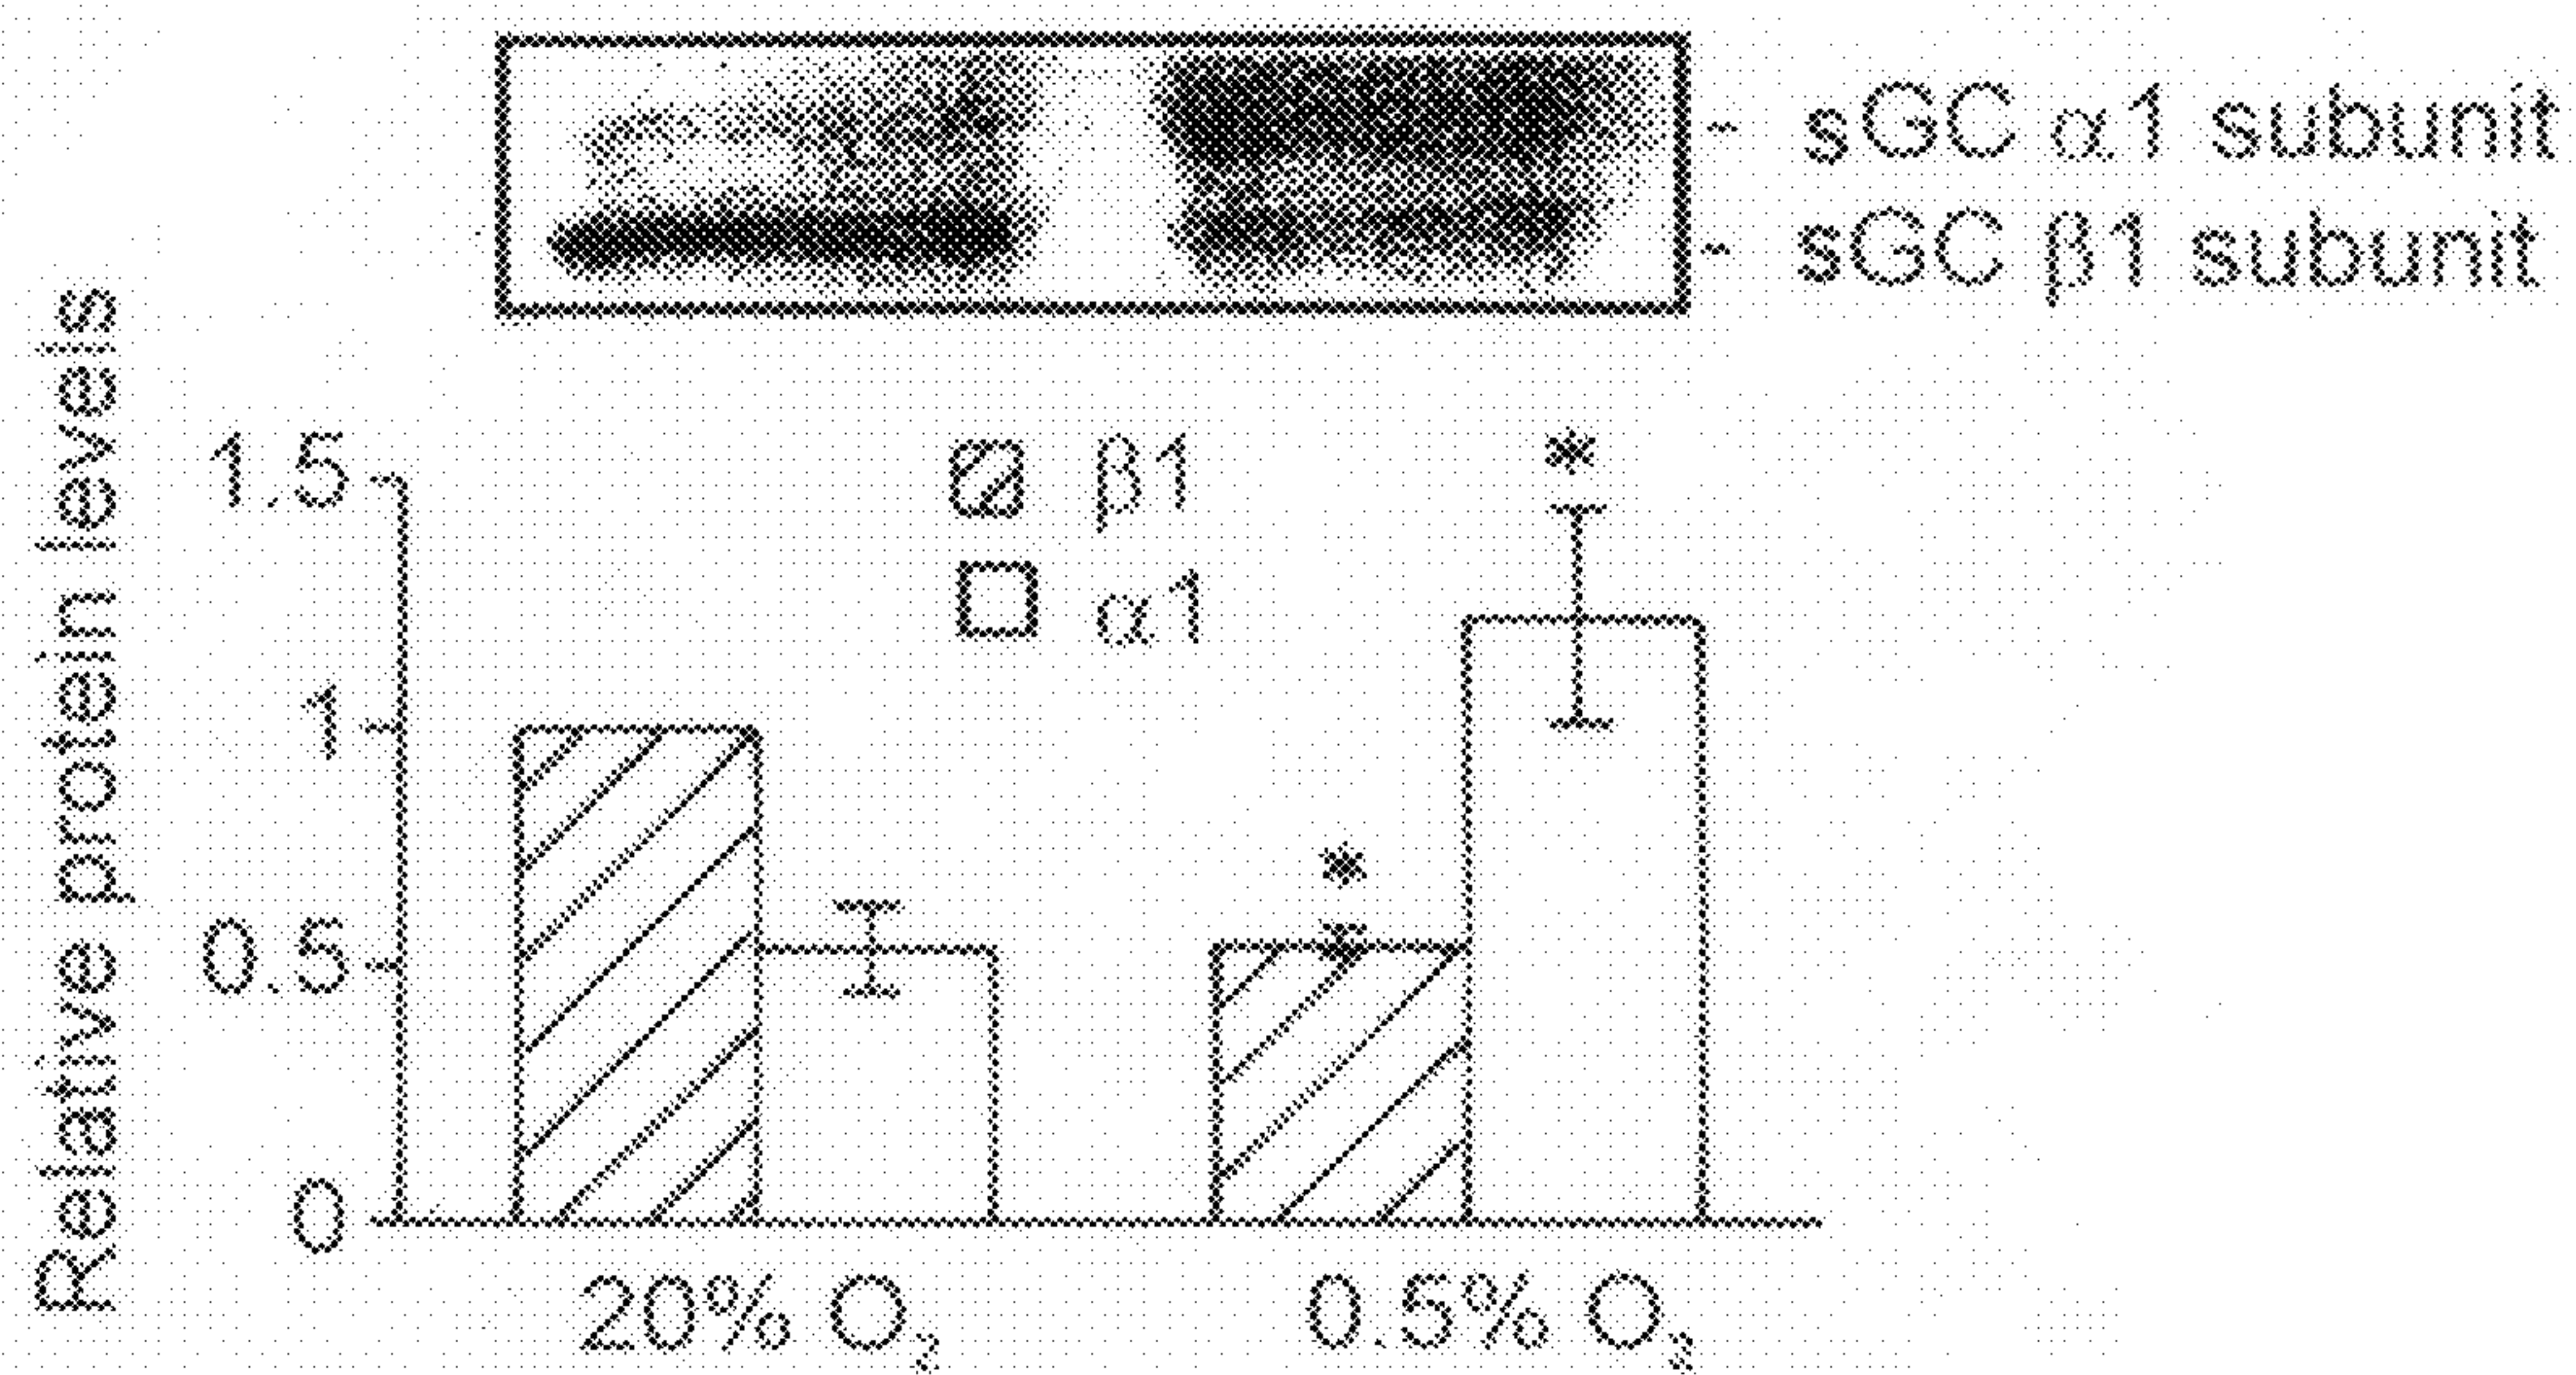 - sGC α1 subunit
- sGC β1 subunit
Relative protein levels
1.5
1
0.5
0
β1
α1
*
*
20% O₂
0.5% O₂